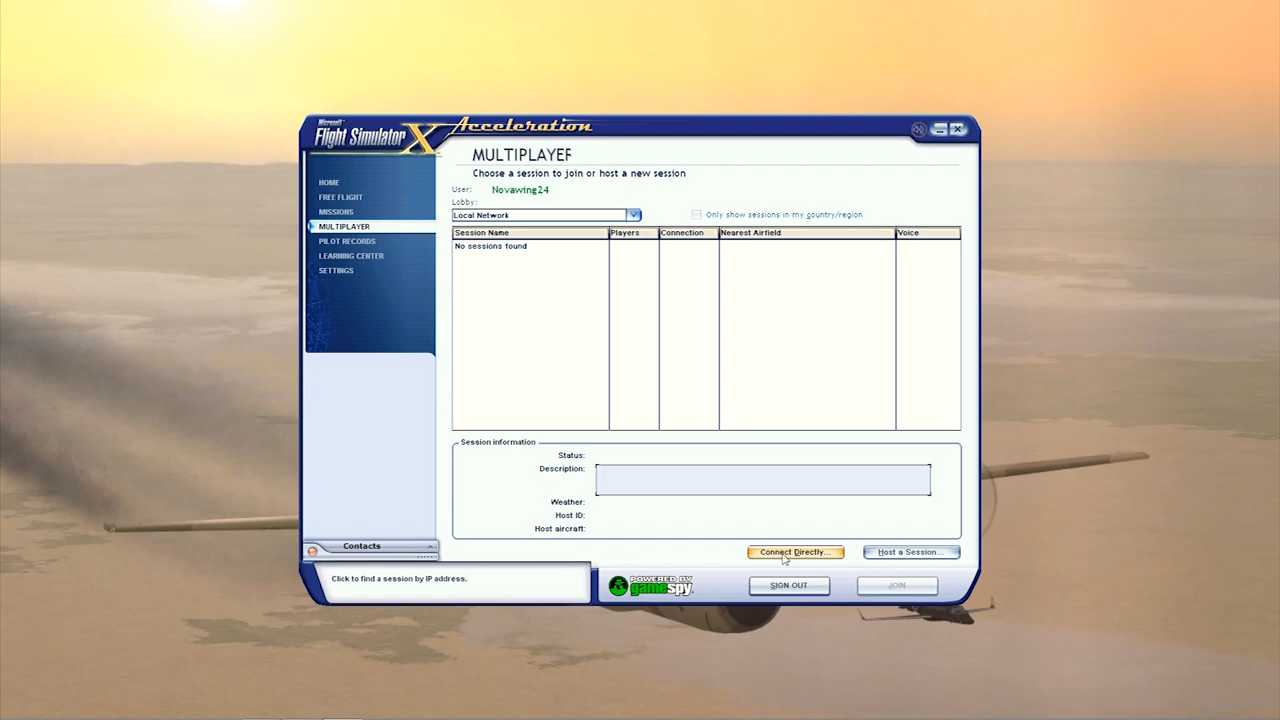 Microsoft
Flight Simulator X Acceleration
MULTIPLAYER
Choose a session to join or host a new session
User: Novawing24
Lobby:
Local Network
Only show sessions in my country/region
HOME
FREE FLIGHT
MISSIONS
MULTIPLAYER
PILOT RECORDS
LEARNING CENTER
SETTINGS
Session Name Players Connection Nearest Airfield Voice
No sessions found
Session information
Status:
Description:
Weather:
Host ID:
Host aircraft:
Contacts
Connect Directly... Host a Session...
Click to find a session by IP address.
POWERED BY
gamespy
SIGN OUT JOIN